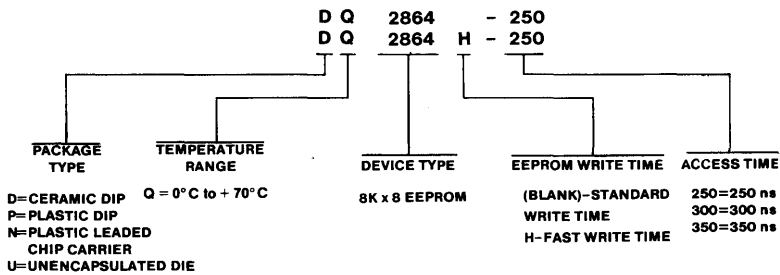 D Q 2864 - 250
D Q 2864 H - 250
PACKAGE
TYPE
D=CERAMIC DIP
P=PLASTIC DIP
N=PLASTIC LEADED
CHIP CARRIER
U=UNENCAPSULATED DIE
TEMPERATURE
RANGE
Q = 0°C to + 70°C
DEVICE TYPE
8K x 8 EEPROM
EEPROM WRITE TIME
(BLANK)-STANDARD
WRITE TIME
H-FAST WRITE TIME
ACCESS TIME
250=250 ns
300=300 ns
350=350 ns